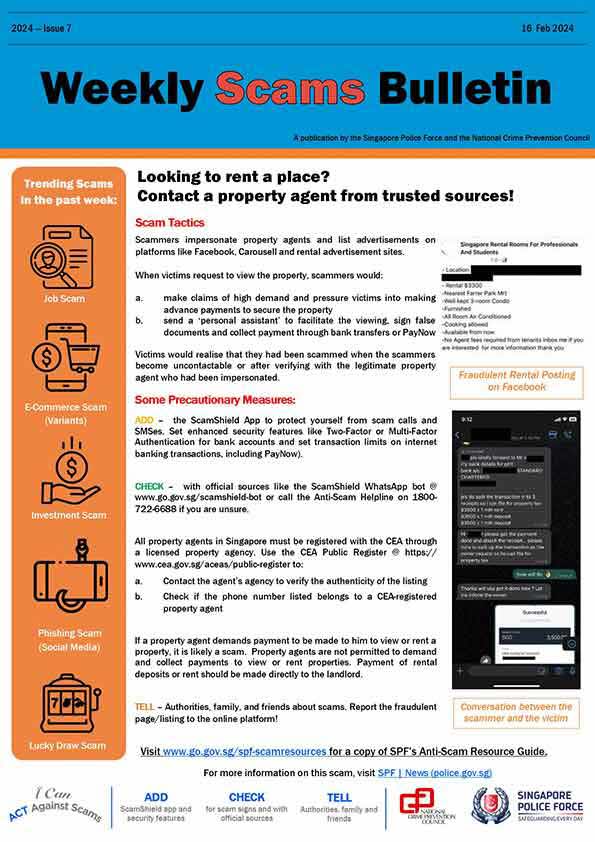 2024 – Issue 7
16 Feb 2024
Weekly Scams Bulletin
A publication by the Singapore Police Force and the National Crime Prevention Council
Trending Scams
in the past week:
Job Scam
E-Commerce Scam
(Variants)
Investment Scam
Phishing Scam
(Social Media)
Lucky Draw Scam
Looking to rent a place?
Contact a property agent from trusted sources!
Scam Tactics
Scammers impersonate property agents and list advertisements on
platforms like Facebook, Carousell and rental advertisement sites.
When victims request to view the property, scammers would:
a. make claims of high demand and pressure victims into making
advance payments to secure the property
b. send a ‘personal assistant’ to facilitate the viewing, sign false
documents and collect payment through bank transfers or PayNow
Victims would realise that they had been scammed when the scammers
become uncontactable or after verifying with the legitimate property
agent who had been impersonated.
Some Precautionary Measures:
ADD – the ScamShield App to protect yourself from scam calls and
SMSes. Set enhanced security features like Two-Factor or Multi-Factor
Authentication for bank accounts and set transaction limits on internet
banking transactions, including PayNow).
CHECK – with official sources like the ScamShield WhatsApp bot @
www.go.gov.sg/scamshield-bot or call the Anti-Scam Helpline on 1800-
722-6688 if you are unsure.
All property agents in Singapore must be registered with the CEA through
a licensed property agency. Use the CEA Public Register @ https://
www.cea.gov.sg/aceas/public-register to:
a. Contact the agent’s agency to verify the authenticity of the listing
b. Check if the phone number listed belongs to a CEA-registered
property agent
If a property agent demands payment to be made to him to view or rent a
property, it is likely a scam. Property agents are not permitted to demand
and collect payments to view or rent properties. Payment of rental
deposits or rent should be made directly to the landlord.
TELL – Authorities, family, and friends about scams. Report the fraudulent
page/listing to the online platform!
Singapore Rental Rooms For Professionals
And Students
- Location
- Rental $3300
-Nearest Farrer Park Mrt
-Well kept 3-room Condo
-Furnished
-All Room Air Conditioned
-Cooking allowed
-Available from now
-No Agent fees required from tenants inbox me if you
are interested for more information thank you
Fraudulent Rental Posting
on Facebook
9:12
STANDARD
CHARTERED
$3500 x 1 mth deposit
Successful
Conversation between the
scammer and the victim
Visit www.go.gov.sg/spf-scamresources for a copy of SPF’s Anti-Scam Resource Guide.
For more information on this scam, visit SPF | News (police.gov.sg)
I Can
ACT Against Scams
ADD
ScamShield app and
security features
CHECK
for scam signs and with
official sources
TELL
Authorities, family and
friends
NATIONAL
CRIME PREVENTION
COUNCIL
SINGAPORE
POLICE FORCE
SAFEGUARDING EVERY DAY